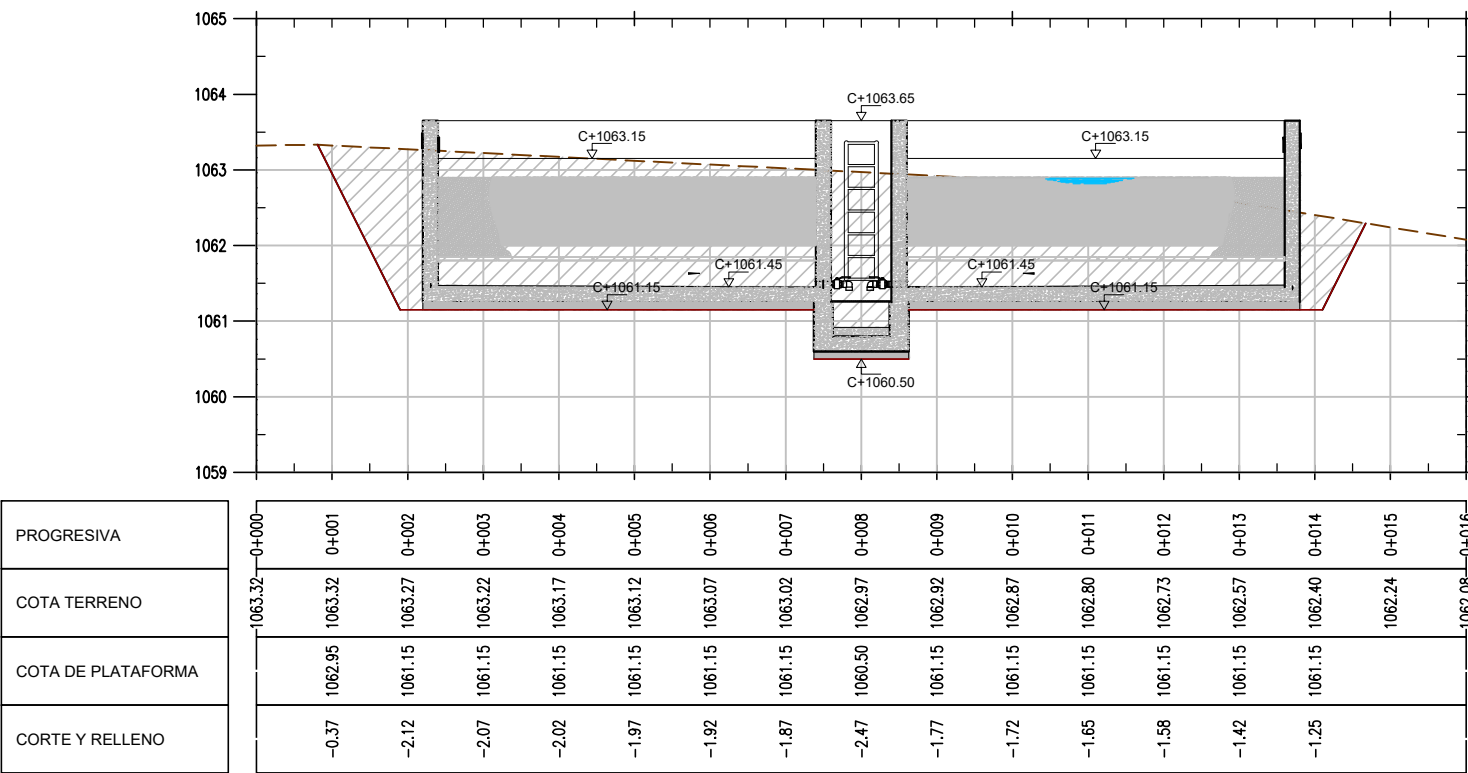 1065
1064
1063
1062
1061
1060
1059
C+1063.65
C+1063.15
C+1063.15
C+1061.45
C+1061.45
C+1061.15
C+1061.15
C+1060.50
PROGRESIVA 0+000 0+001 0+002 0+003 0+004 0+005 0+006 0+007 0+008 0+009 0+010 0+011 0+012 0+013 0+014 0+015 0+016
COTA TERRENO 1063.32 1063.32 1063.27 1063.22 1063.17 1063.12 1063.07 1063.02 1062.97 1062.92 1062.87 1062.80 1062.73 1062.57 1062.40 1062.24 1062.08
COTA DE PLATAFORMA 1062.95 1061.15 1061.15 1061.15 1061.15 1061.15 1061.15 1060.50 1061.15 1061.15 1061.15 1061.15 1061.15 1061.15
CORTE Y RELLENO -0.37 -2.12 -2.07 -2.02 -1.97 -1.92 -1.87 -2.47 -1.77 -1.72 -1.65 -1.58 -1.42 -1.25